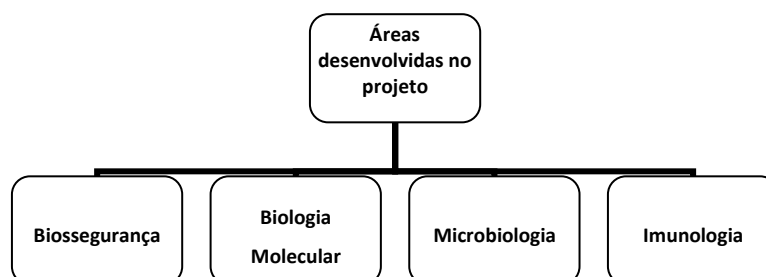 Áreas
desenvolvidas no
projeto
Biossegurança
Biologia
Molecular
Microbiologia
Imunologia